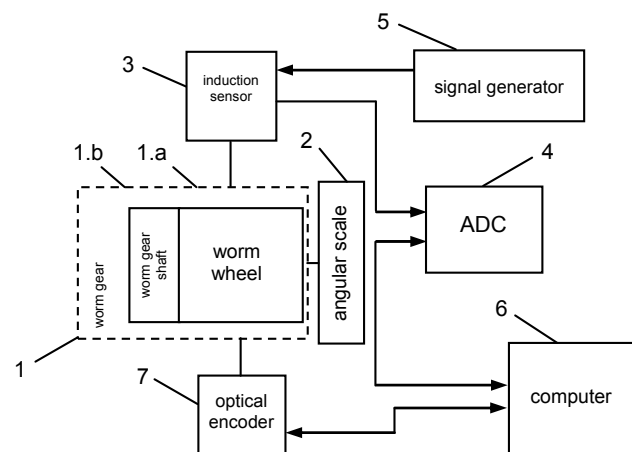 5
3
induction
sensor
signal generator
1.b
1.a
2
4
worm gear
worm gear
shaft
worm
wheel
angular scale
ADC
1
6
7
optical
encoder
computer